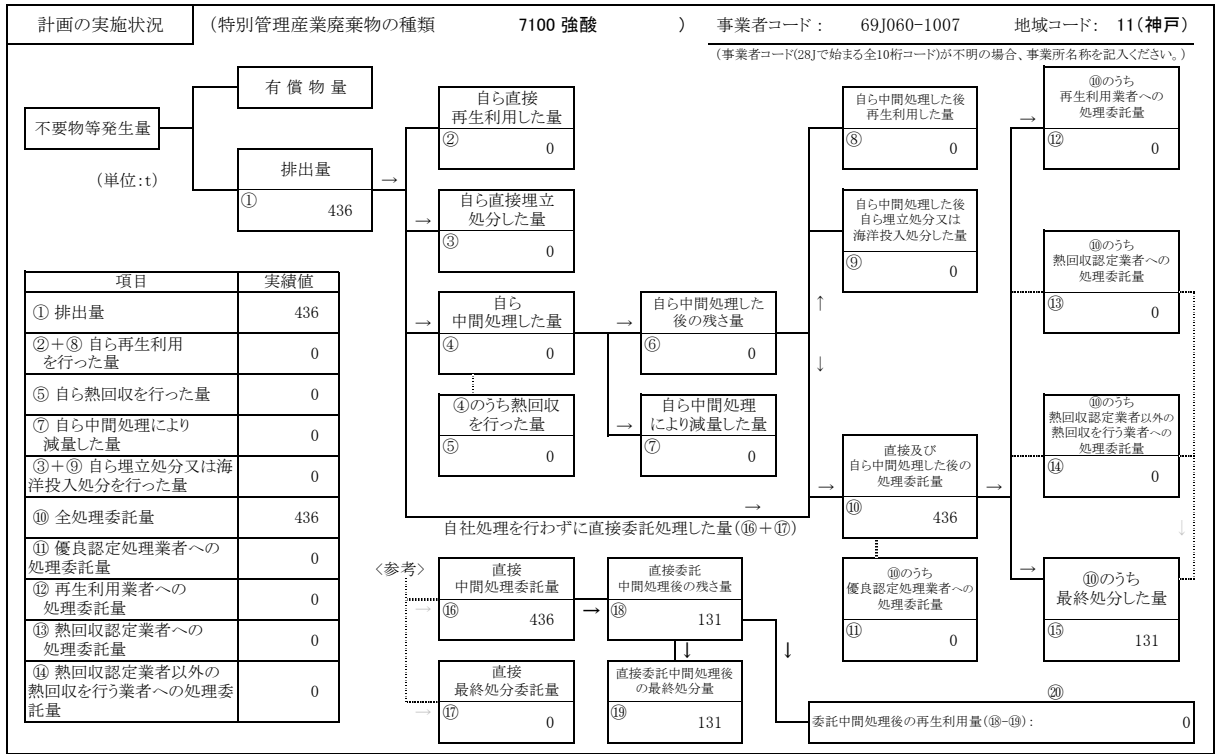 計画の実施状況 (特別管理産業廃棄物の種類 7100 強酸 ) 事業者コード: 69J060-1007 地域コード: 11(神戸)
(事業者コード(28Jで始まる全10桁コード)が不明の場合、事業所名称を記入ください。)
不要物等発生量
(単位:t)
有償物量
排出量
→
① 436
自ら直接
再生利用した量
② 0
→
自ら直接埋立
処分した量
③ 0
→
自ら
中間処理した量
④ 0
④のうち熱回収
を行った量
⑤ 0
→
自ら中間処理した
後の残さ量
⑥ 0
→
自ら中間処理
により減量した量
⑦ 0
自ら中間処理した後
再生利用した量
⑧ 0
自ら中間処理した後
自ら埋立処分又は
海洋投入処分した量
⑨ 0
↑
↓
→
自社処理を行わずに直接委託処理した量(⑯+⑰)
→
直接及び
自ら中間処理した後の
処理委託量
⑩ 436
→
⑩のうち
優良認定処理業者への
処理委託量
⑪ 0
→
⑩のうち
再生利用業者への
処理委託量
⑫ 0
⑩のうち
熱回収認定業者への
処理委託量
⑬ 0
⑩のうち
熱回収認定業者以外の
熱回収を行う業者への
処理委託量
⑭ 0
↓
→
⑩のうち
最終処分した量
⑮ 131
項目 実績値
① 排出量 436
②+⑧ 自ら再生利用
を行った量 0
⑤ 自ら熱回収を行った量 0
⑦ 自ら中間処理により
減量した量 0
③+⑨ 自ら埋立処分又は海
洋投入処分を行った量 0
⑩ 全処理委託量 436
⑪ 優良認定処理業者への
処理委託量 0
⑫ 再生利用業者への
処理委託量 0
⑬ 熱回収認定業者への
処理委託量 0
⑭ 熱回収認定業者以外の
熱回収を行う業者への処理委
託量 0
〈参考〉
→
直接
中間処理委託量
⑯ 436
→
直接委託
中間処理後の残さ量
⑱ 131
↓
↓
→
直接
最終処分委託量
⑰ 0
直接委託中間処理後
の最終処分量
⑲ 131
⑳
委託中間処理後の再生利用量(⑱-⑲): 0